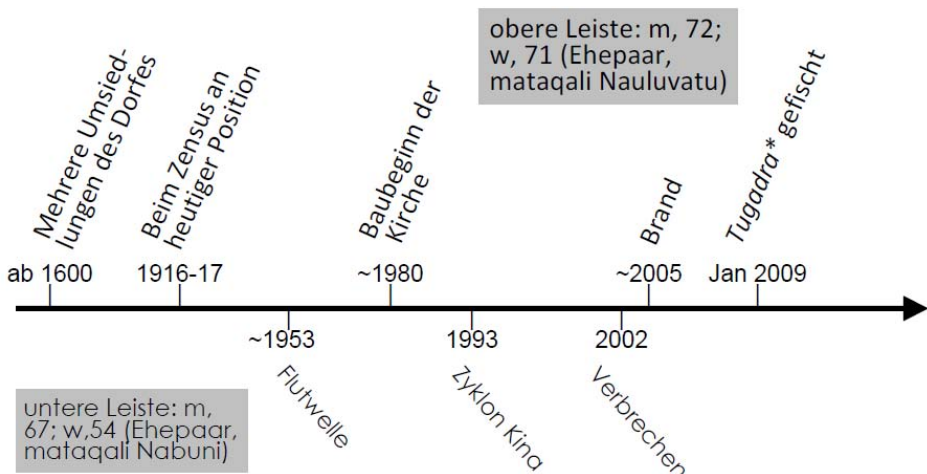 Mehrere Umsied-
lungen des Dorfes
Beim Zensus an
heutiger Position
Baubeginn der
Kirche
obere Leiste: m, 72;
w, 71 (Ehepaar,
mataqali Nauluvatu)
Brand
Tugadra* gefischt
ab 1600
1916-17
~1980
~2005
Jan 2009
~1953
1993
2002
Flutwelle
Zyklon Kina
Verbrechen
untere Leiste: m,
67; w,54 (Ehepaar,
mataqali Nabuni)